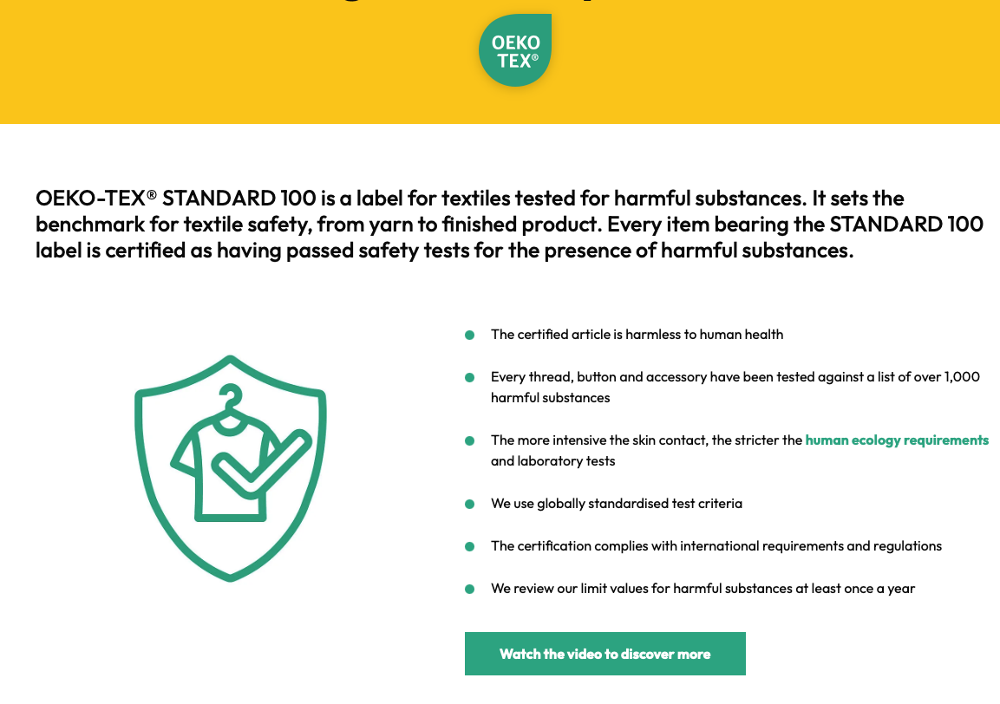 OEKO
TEX®
OEKO-TEX® STANDARD 100 is a label for textiles tested for harmful substances. It sets the
benchmark for textile safety, from yarn to finished product. Every item bearing the STANDARD 100
label is certified as having passed safety tests for the presence of harmful substances.
The certified article is harmless to human health
Every thread, button and accessory have been tested against a list of over 1,000
harmful substances
The more intensive the skin contact, the stricter the human ecology requirements
and laboratory tests
We use globally standardised test criteria
The certification complies with international requirements and regulations
We review our limit values for harmful substances at least once a year
Watch the video to discover more